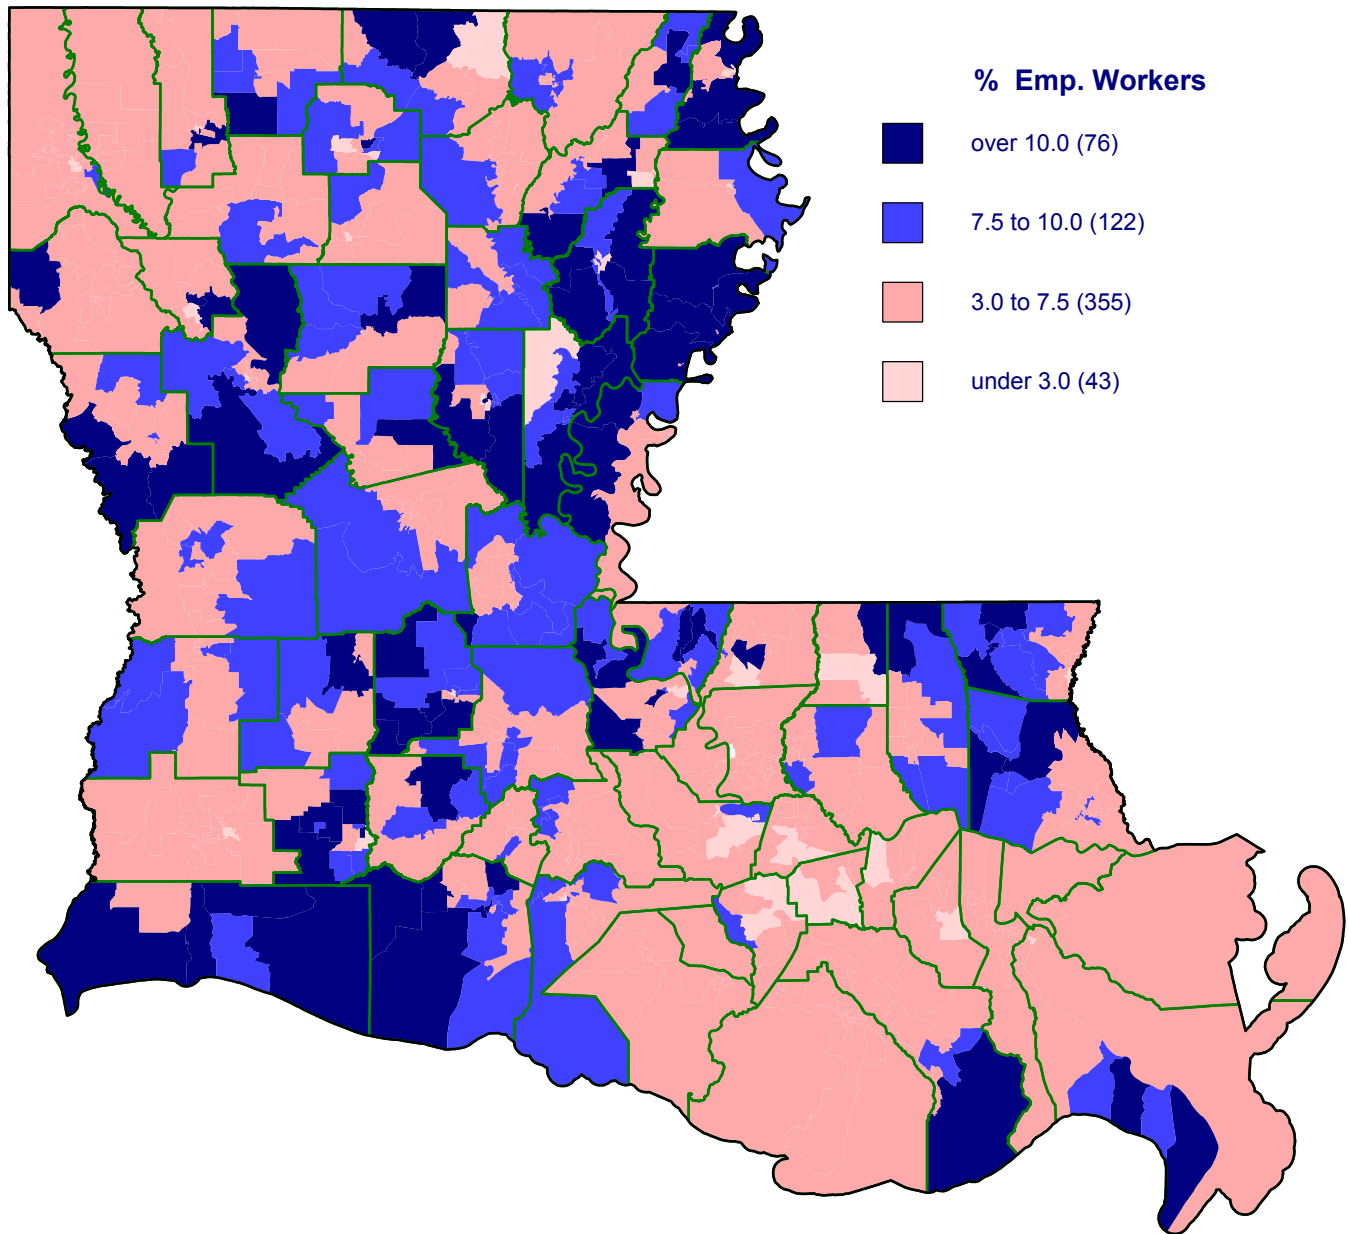 % Emp. Workers
over 10.0 (76)
7.5 to 10.0 (122)
3.0 to 7.5 (355)
under 3.0 (43)